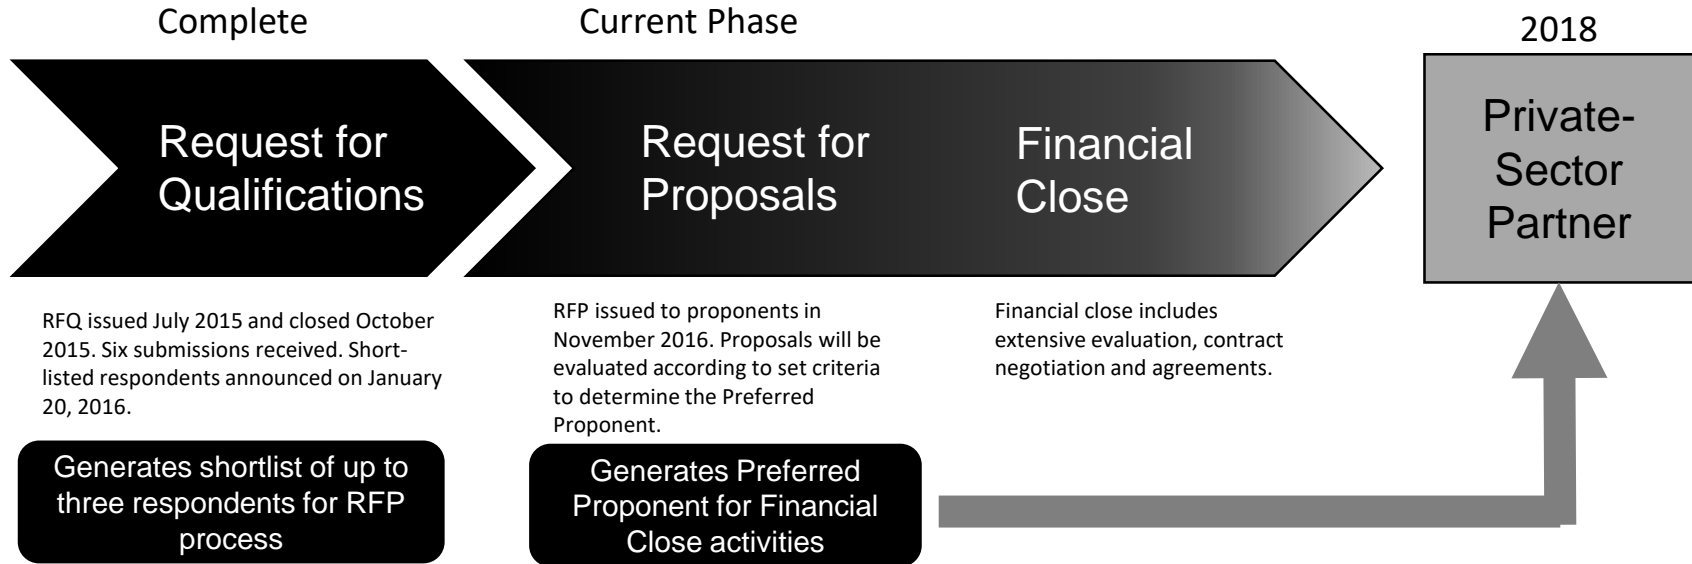 Complete
Current Phase
2018
Request for
Qualifications
Request for
Proposals
Financial
Close
Private-
Sector
Partner
RFQ issued July 2015 and closed October
2015. Six submissions received. Short-
listed respondents announced on January
20, 2016.
RFP issued to proponents in
November 2016. Proposals will be
evaluated according to set criteria
to determine the Preferred
Proponent.
Financial close includes
extensive evaluation, contract
negotiation and agreements.
Generates shortlist of up to
three respondents for RFP
process
Generates Preferred
Proponent for Financial
Close activities